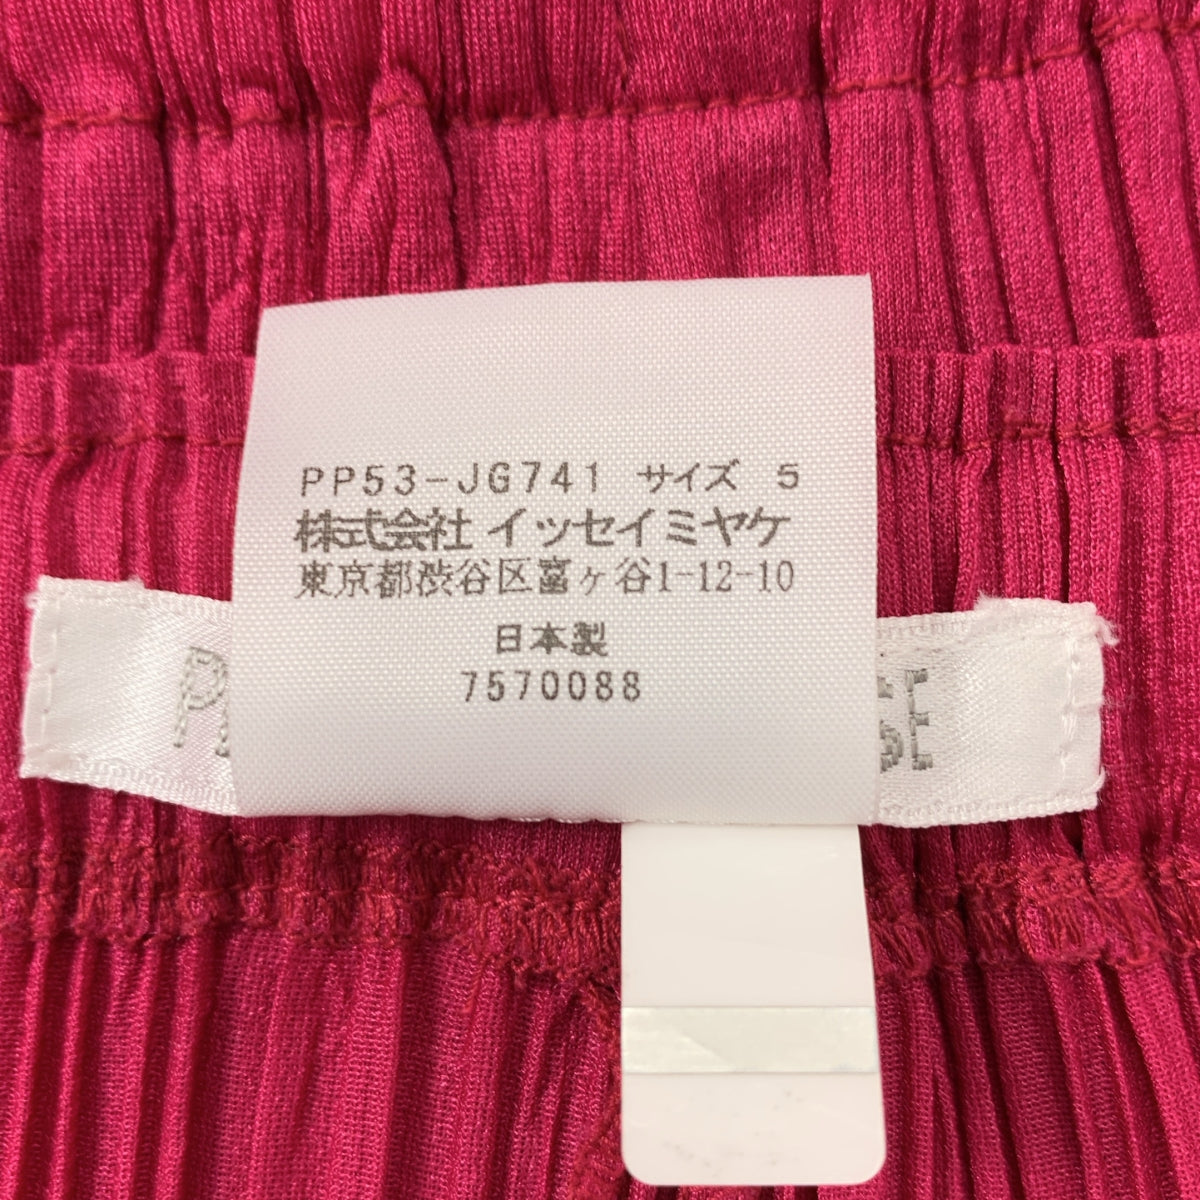 PP53-JG741 サイズ 5
株式会社 イッセイミヤケ
東京都渋谷区富ヶ谷1-12-10
日本製
7570088